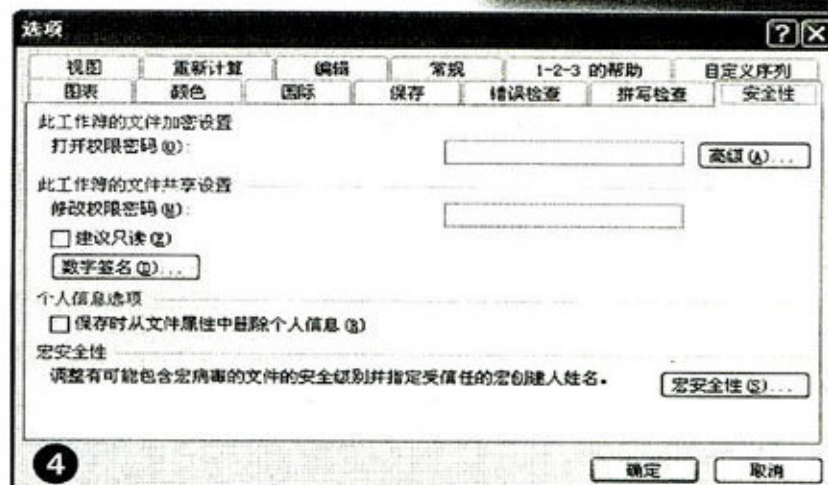 选项
视图 重新计算 编辑 常规 1-2-3 的帮助 自定义序列
图表 颜色 国际 保存 错误检查 拼写检查 安全性
此工作簿的文件加密设置
打开权限密码(O): 高级(A)...
此工作簿的文件共享设置
修改权限密码(M):
建议只读(E)
数字签名(D)...
个人信息选项
保存时从文件属性中删除个人信息(R)
宏安全性
调整有可能包含宏病毒的文件的安全级别并指定受信任的宏创建人姓名。 宏安全性(S)...
4
确定 取消